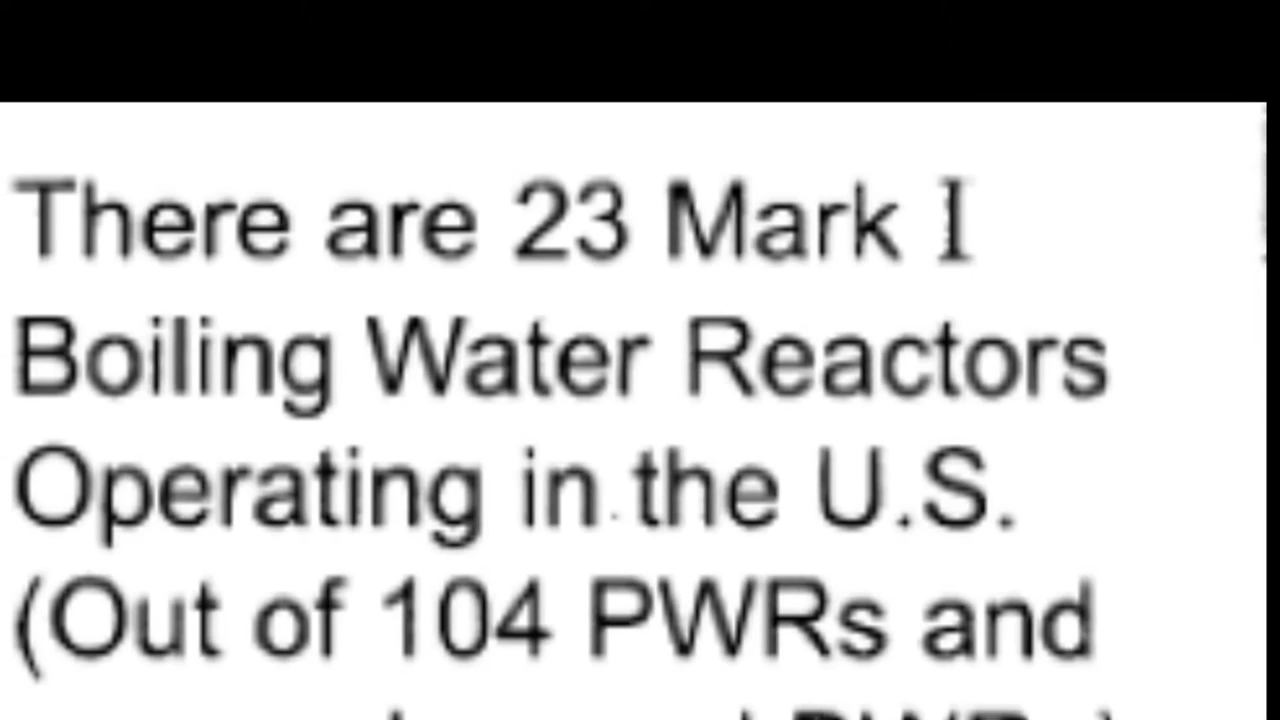 There are 23 Mark I
Boiling Water Reactors
Operating in the U.S.
(Out of 104 PWRs and